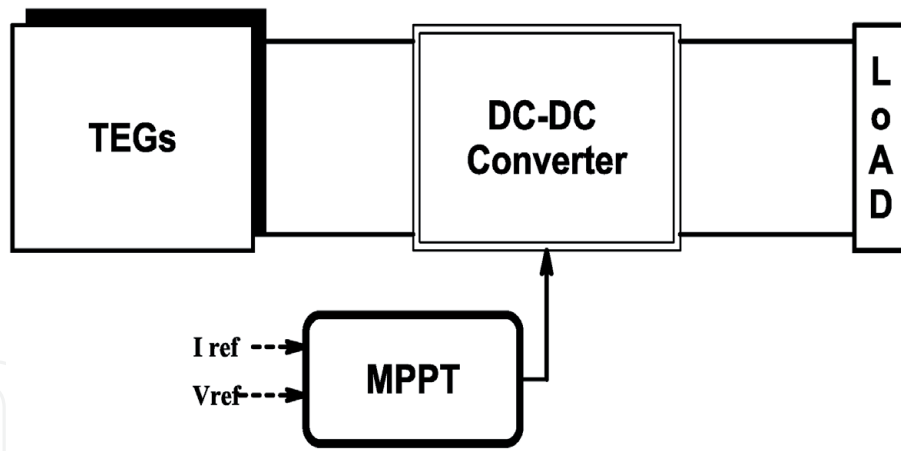 TEGs
DC-DC
Converter
L
o
A
D
I ref
Vref
MPPT